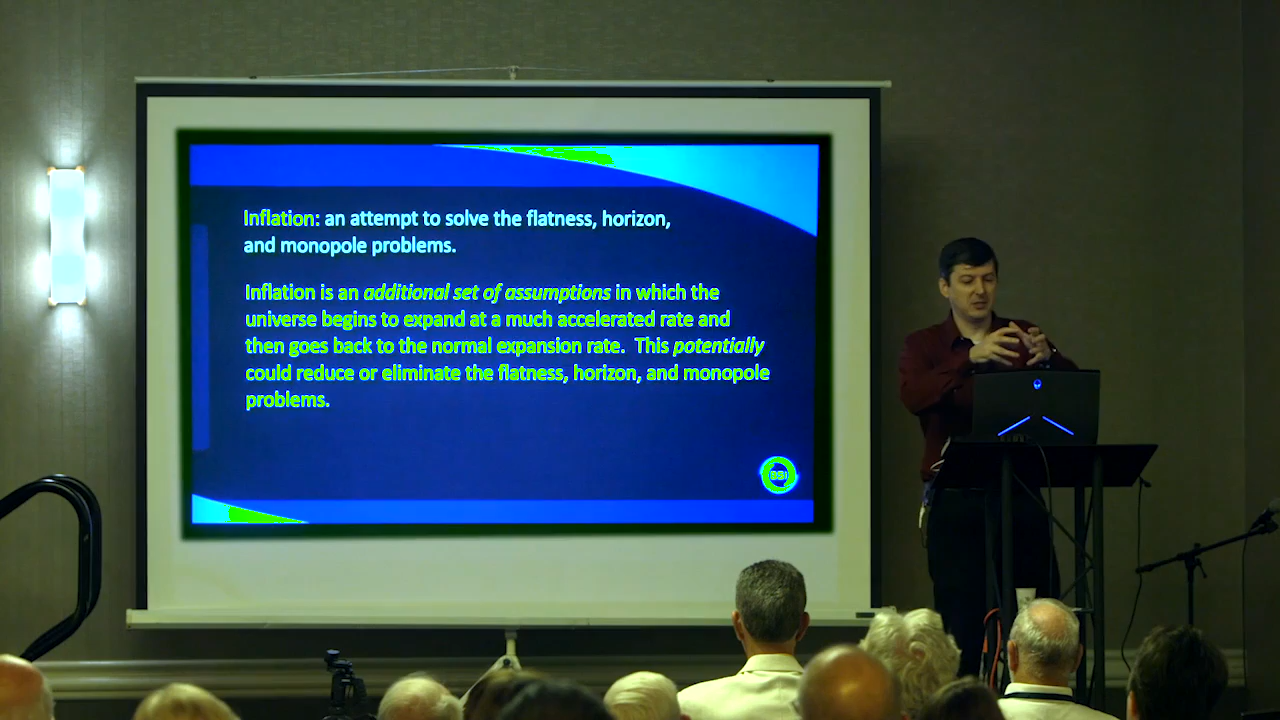 Inflation: an attempt to solve the flatness, horizon,
and monopole problems.
Inflation is an additional set of assumptions in which the
universe begins to expand at a much accelerated rate and
then goes back to the normal expansion rate.  This potentially
could reduce or eliminate the flatness, horizon, and monopole
problems.